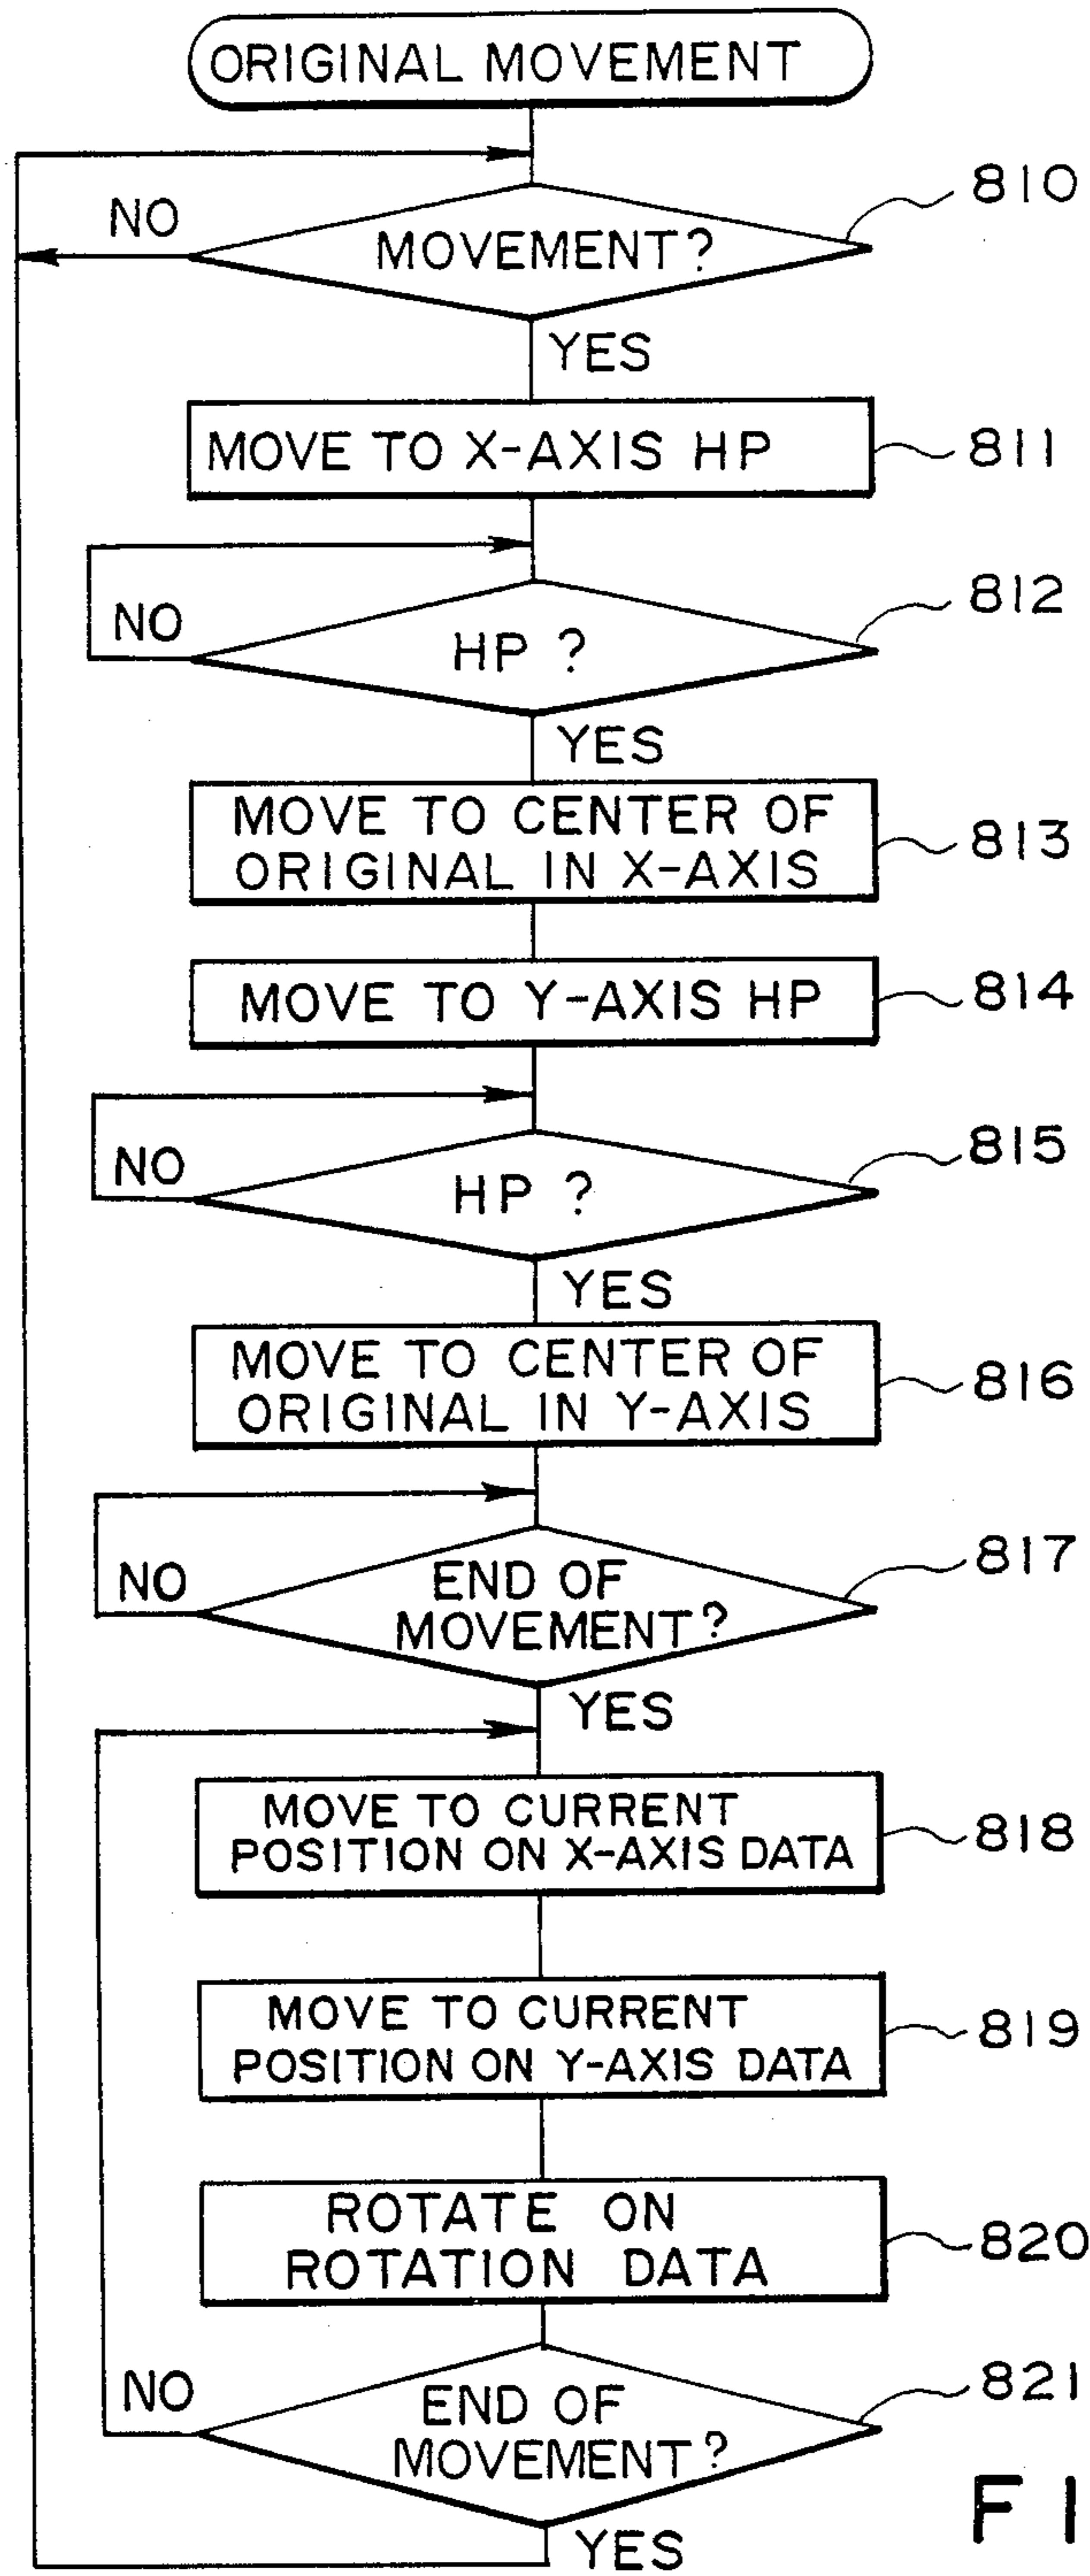 ORIGINAL MOVEMENT
810
NO
MOVEMENT?
YES
MOVE TO X-AXIS HP
811
812
NO
HP ?
YES
MOVE TO CENTER OF
ORIGINAL IN X-AXIS
813
MOVE TO Y-AXIS HP
814
815
NO
HP ?
YES
MOVE TO CENTER OF
ORIGINAL IN Y-AXIS
816
817
NO
END OF
MOVEMENT?
YES
MOVE TO CURRENT
POSITION ON X-AXIS DATA
818
MOVE TO CURRENT
POSITION ON Y-AXIS DATA
819
ROTATE ON
ROTATION DATA
820
821
NO
END OF
MOVEMENT?
YES
FI